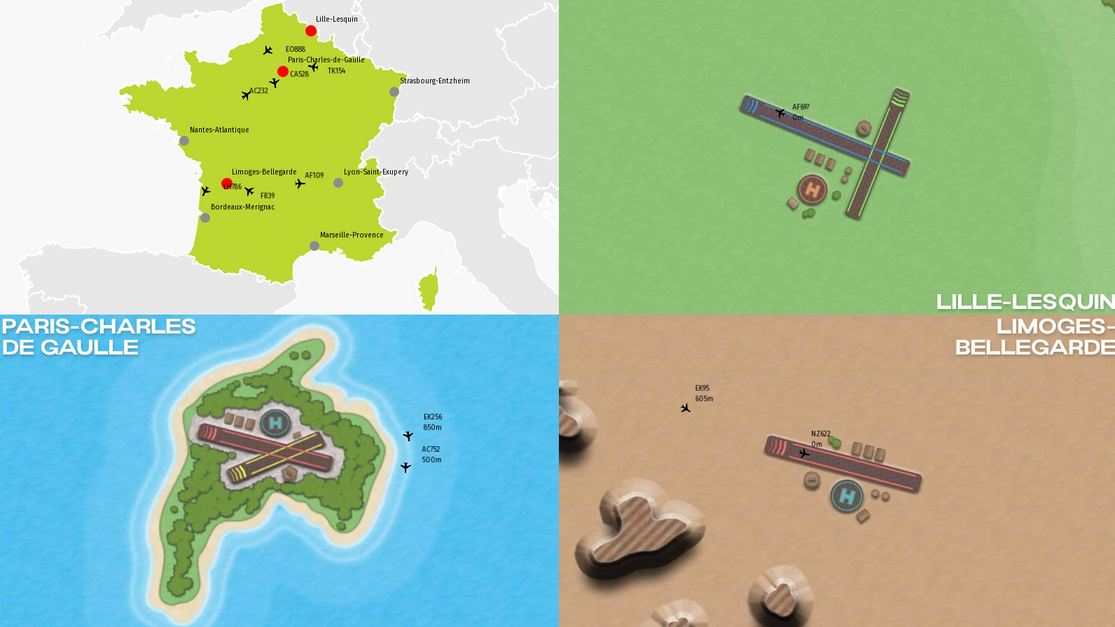 Lille-Lesquin
EO888
Paris-Charles-de-Gaulle
TK154
CA528
Strasbourg-Entzheim
AC232
Nantes-Atlantique
Limoges-Bellegarde
AF109
Lyon-Saint-Exupery
FR39
Bordeaux-Merignac
Marseille-Provence
AF697
0m
LILLE-LESQUIN
PARIS-CHARLES
DE GAULLE
EK256
850m
AC752
500m
LIMOGES-
BELLEGARDE
EK95
605m
NZ622
0m
H
H
H